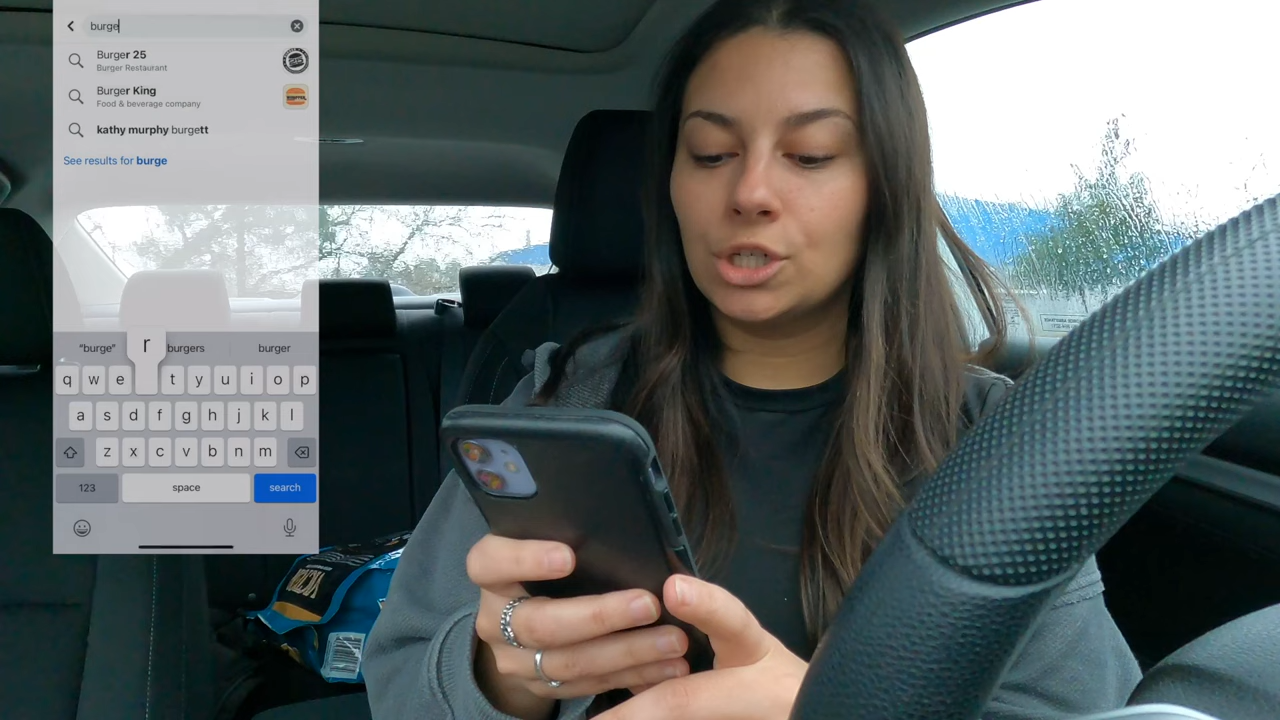 burge
Burger 25
Burger Restaurant
Burger King
Food & beverage company
kathy murphy burgett
See results for burge
"burge" burgers burger
r
q w e t y u i o p
a s d f g h j k l
z x c v b n m
123 space search